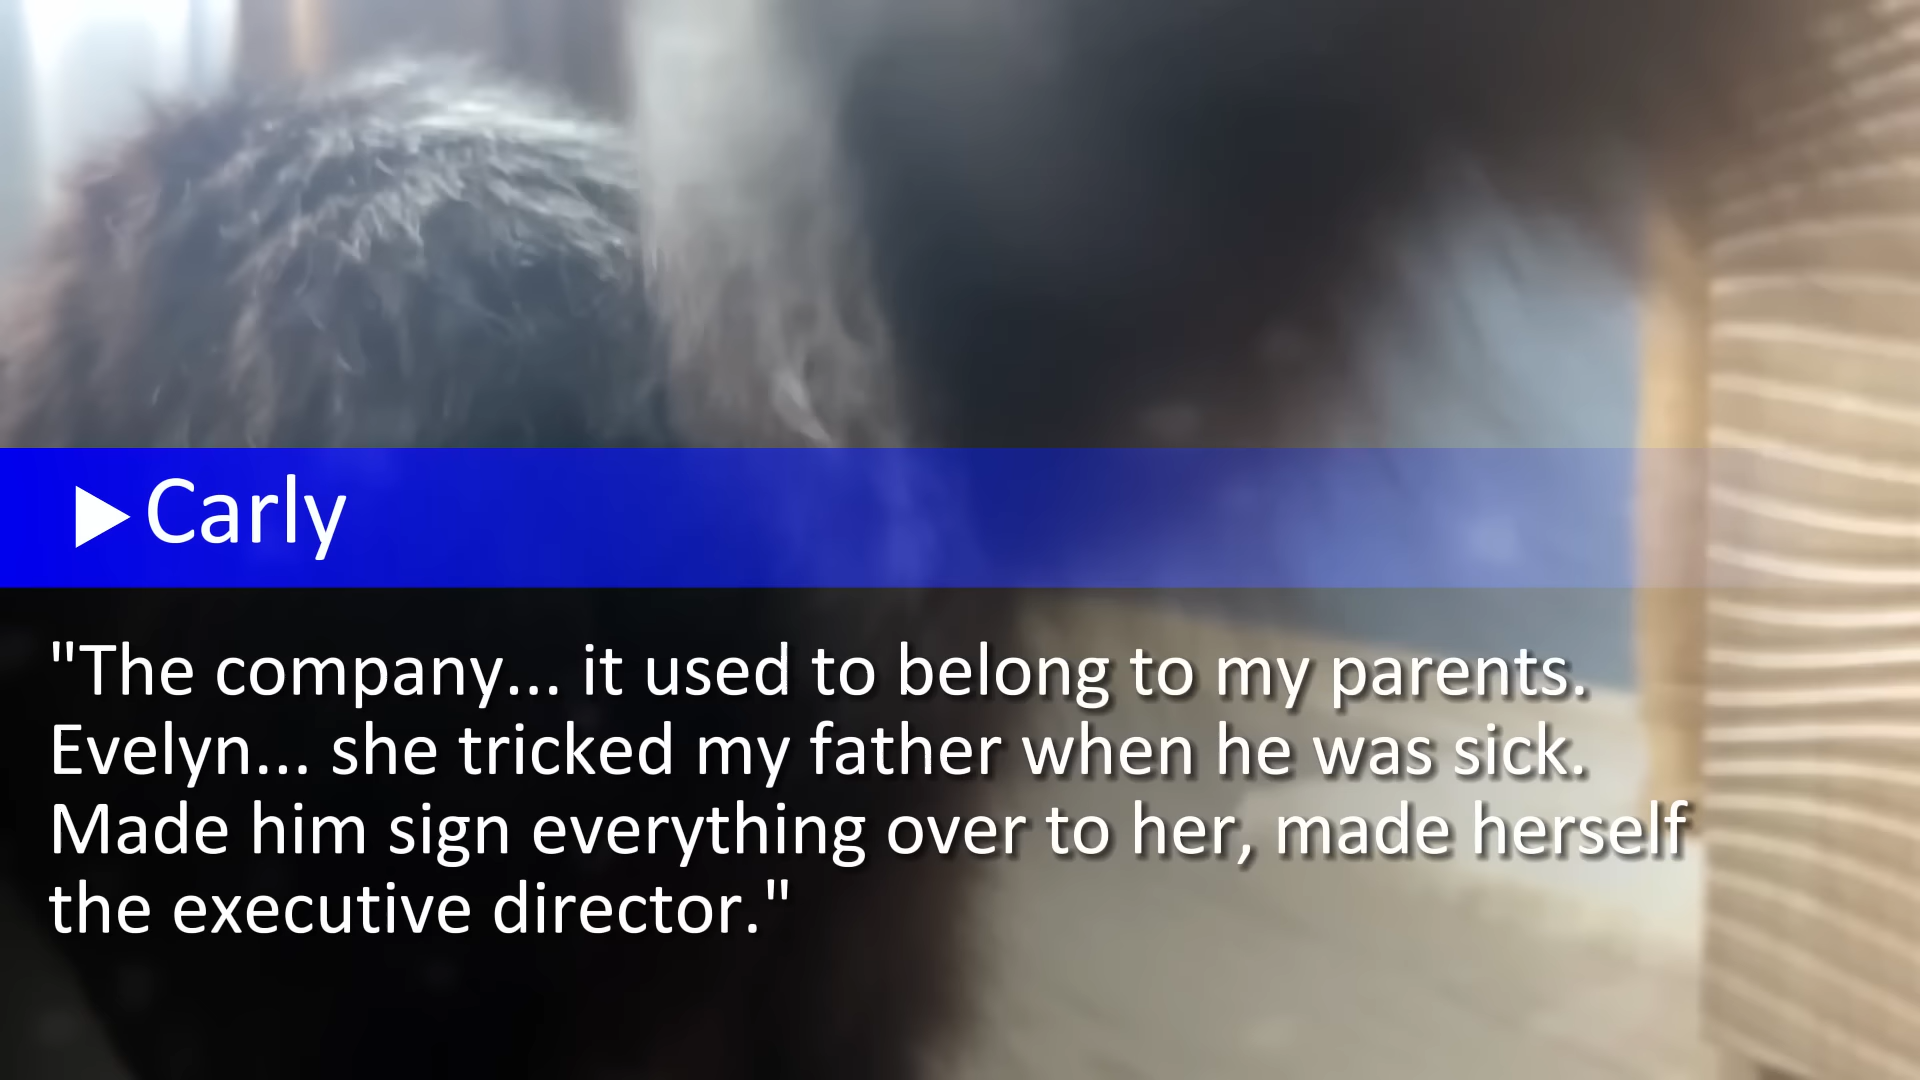 Carly
"The company... it used to belong to my parents.
Evelyn... she tricked my father when he was sick.
Made him sign everything over to her, made herself
the executive director."